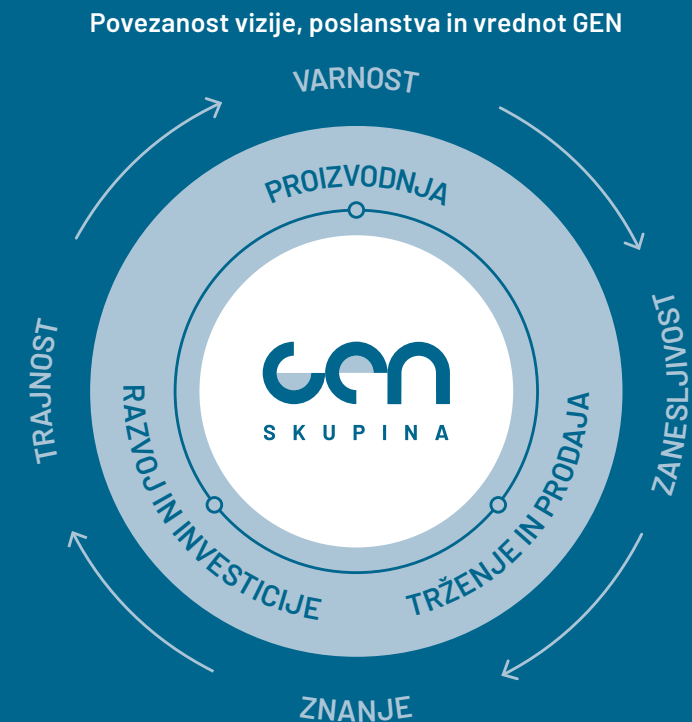 Povezanost vizije, poslanstva in vrednot GEN
VARNOST
PROIZVODNJA
ZANESLJIVOST
TRAJNOST
gen
SKUPINA
RAZVOJ IN INVESTICIJE
TRŽENJE IN PRODAJA
ZNANJE